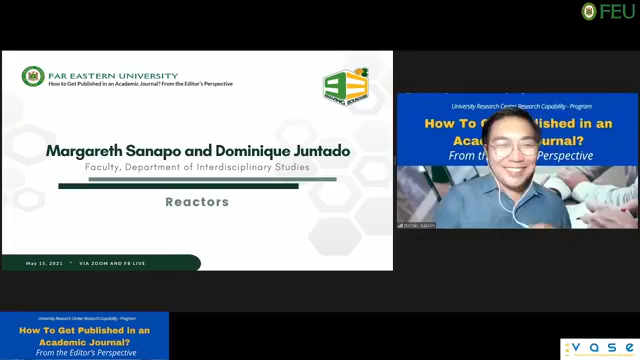 FEU
FAR EASTERN UNIVERSITY
How to Get Published in an Academic Journal? From the Editor's Perspective
Margareth Sanapo and Dominique Juntado
Faculty, Department of Interdisciplinary Studies
Reactors
May 15, 2021 * VIA ZOOM AND FB LIVE
University Research Center Research Capability - Program
How To Get Published in an
Academic Journal?
From the Editor's Perspective
University Research Center Research Capability - Program
How To Get Published in an
Academic Journal?
From the Editor's Perspective
vase